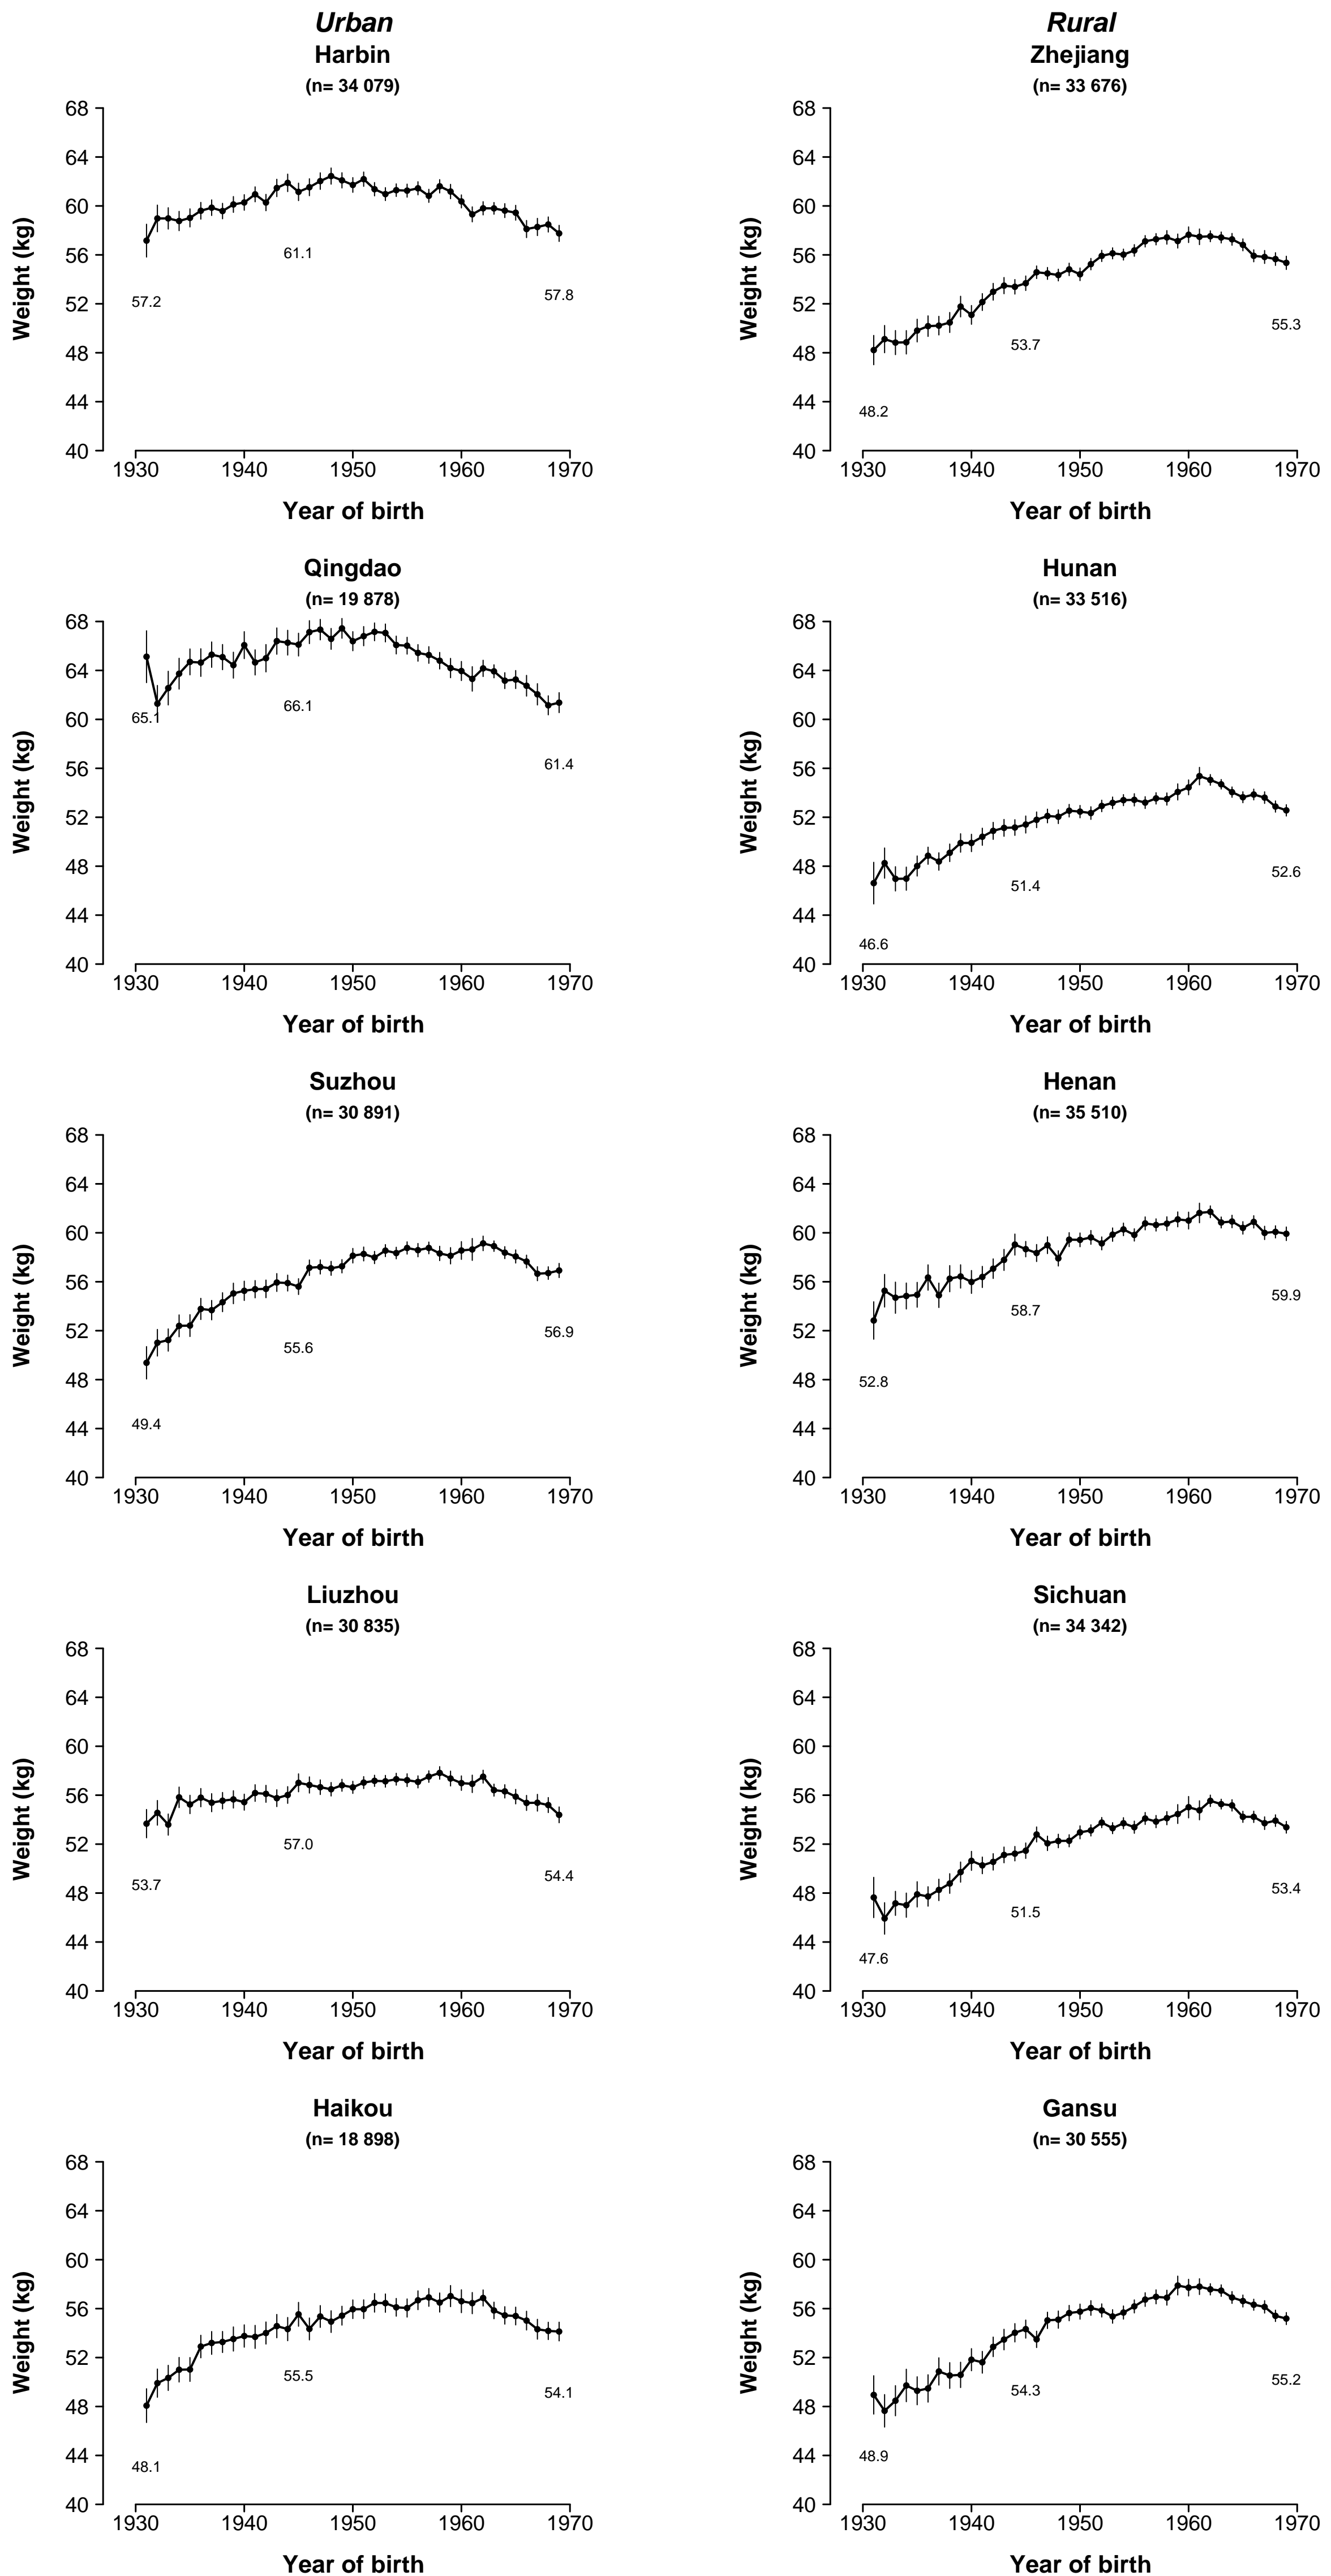 Urban
Harbin
(n= 34 079)
Weight (kg)
68
64
60
56
52
48
44
40
57.2
61.1
57.8
1930 1940 1950 1960 1970
Year of birth
Rural
Zhejiang
(n= 33 676)
Weight (kg)
68
64
60
56
52
48
44
40
48.2
53.7
55.3
1930 1940 1950 1960 1970
Year of birth
Qingdao
(n= 19 878)
Weight (kg)
68
64
60
56
52
48
44
40
65.1
66.1
61.4
1930 1940 1950 1960 1970
Year of birth
Hunan
(n= 33 516)
Weight (kg)
68
64
60
56
52
48
44
40
46.6
51.4
52.6
1930 1940 1950 1960 1970
Year of birth
Suzhou
(n= 30 891)
Weight (kg)
68
64
60
56
52
48
44
40
49.4
55.6
56.9
1930 1940 1950 1960 1970
Year of birth
Henan
(n= 35 510)
Weight (kg)
68
64
60
56
52
48
44
40
52.8
58.7
59.9
1930 1940 1950 1960 1970
Year of birth
Liuzhou
(n= 30 835)
Weight (kg)
68
64
60
56
52
48
44
40
53.7
57.0
54.4
1930 1940 1950 1960 1970
Year of birth
Sichuan
(n= 34 342)
Weight (kg)
68
64
60
56
52
48
44
40
47.6
51.5
53.4
1930 1940 1950 1960 1970
Year of birth
Haikou
(n= 18 898)
Weight (kg)
68
64
60
56
52
48
44
40
48.1
55.5
54.1
1930 1940 1950 1960 1970
Year of birth
Gansu
(n= 30 555)
Weight (kg)
68
64
60
56
52
48
44
40
48.9
54.3
55.2
1930 1940 1950 1960 1970
Year of birth